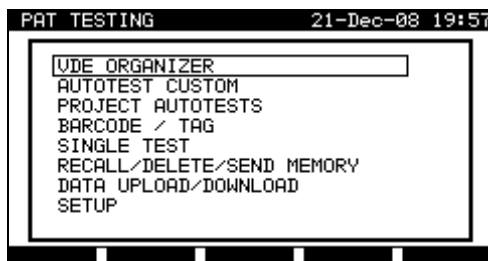 PAT TESTING 21-Dec-08 19:57
VDE ORGANIZER
AUTOTEST CUSTOM
PROJECT AUTOTESTS
BARCODE / TAG
SINGLE TEST
RECALL/DELETE/SEND MEMORY
DATA UPLOAD/DOWNLOAD
SETUP